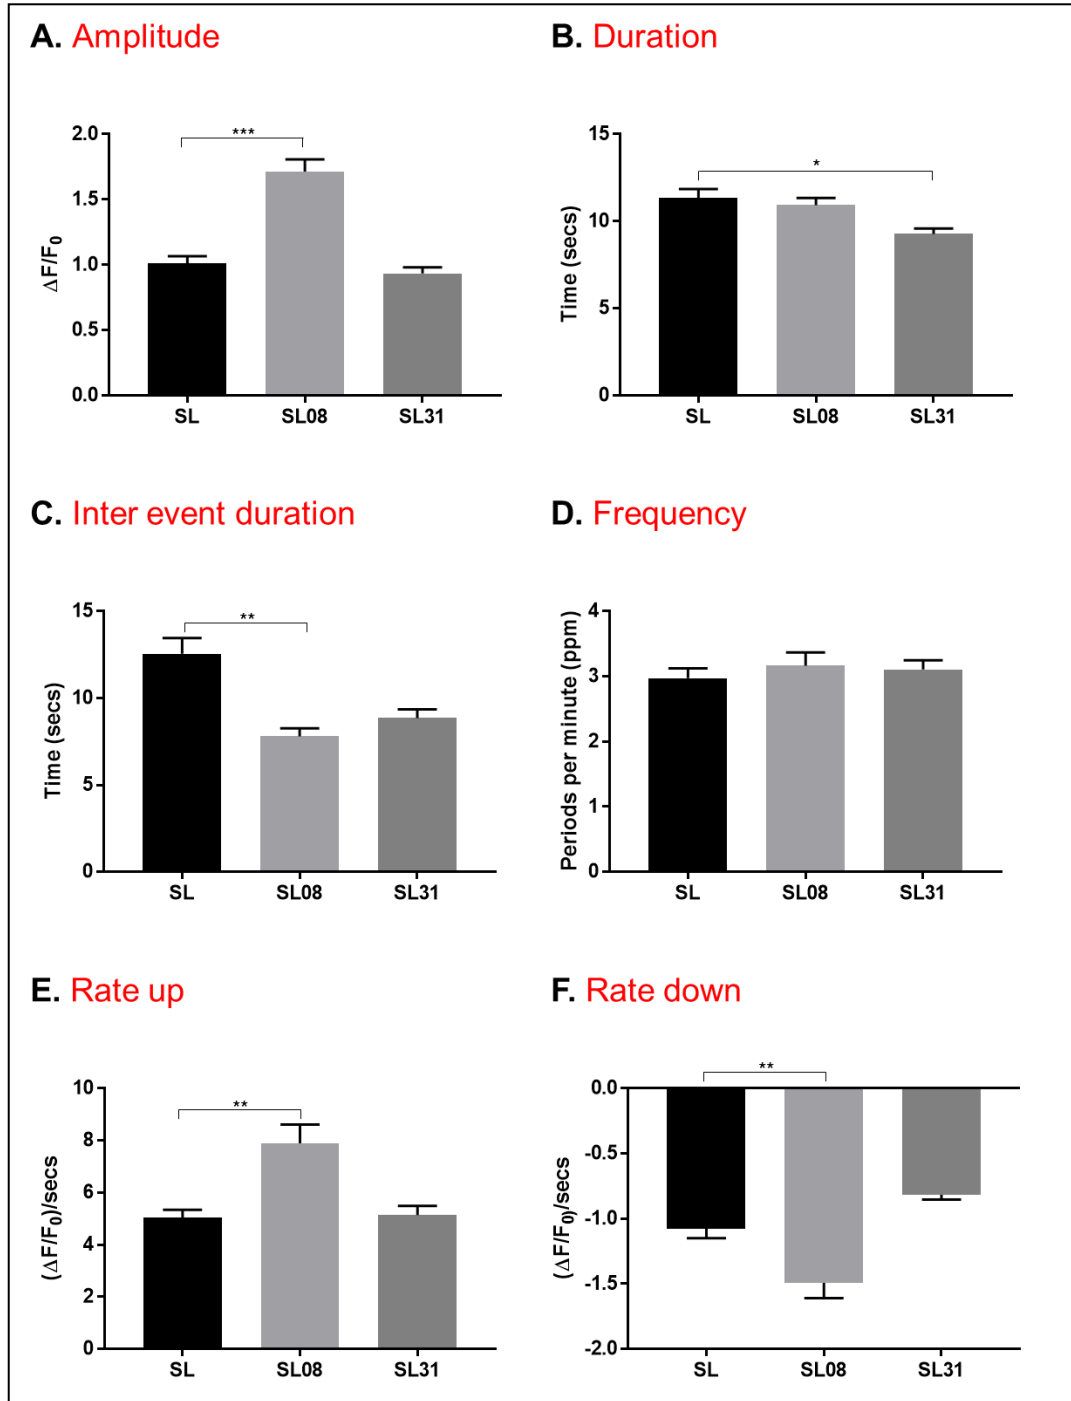 A. Amplitude
B. Duration
***
2.0
1.5
1.0
0.5
0.0
ΔF/F0
SL SL08 SL31
*
15
10
5
0
Time (secs)
SL SL08 SL31
C. Inter event duration
D. Frequency
**
15
10
5
0
Time (secs)
SL SL08 SL31
4
3
2
1
0
Periods per minute (ppm)
SL SL08 SL31
E. Rate up
F. Rate down
**
10
8
6
4
2
0
(ΔF/F0)/secs
SL SL08 SL31
**
0.0
-0.5
-1.0
-1.5
-2.0
(ΔF/F0)/secs
SL SL08 SL31